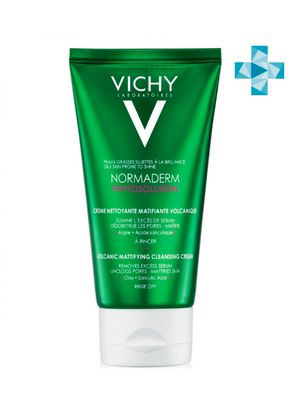 VICHY
LABORATOIRES
PEAUX GRASSES SUJETTES À LA BRILLANCE
OILY SKIN PRONE TO SHINE
NORMADERM
PHYTOSOLUTION
CRÈME NETTOYANTE MATIFIANTE VOLCANIQUE
ÉLIMINE L'EXCÈS DE SÉBUM
DÉSOBSTRUE LES PORES - MATIFIE
Argile + Acide salicylique
À RINCER
VOLCANIC MATTIFYING CLEANSING CREAM
REMOVES EXCESS SEBUM
UNCLOGS PORES - MATTIFIES SKIN
Clay + Salicylic Acid
RINSE OFF